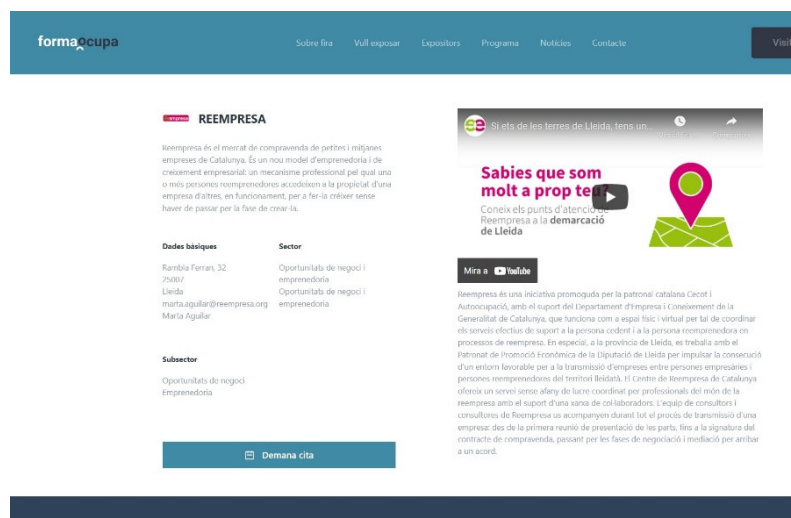 formaocupa
Sobre fira Vull exposar Expositors Programa Notícies Contacte
Visit
REEMPRESA
Reempresa és el mercat de compravenda de petites i mitjanes
empreses de Catalunya. És un nou model d'emprenedoria i de
creixement empresarial: un mecanisme professional pel qual una
o més persones reemprenedores accedeixen a la propietat d'una
empresa d'altres, en funcionament, per a fer-la créixer sense
haver de passar per la fase de
crear-la.
Dades bàsiques
Rambla Ferran, 32
25007
Lleida
marta.aguilar@reempresa.org
Marta Aguilar
Sector
Oportunitats de negoci i
emprenedoria
Oportunitats de negoci i
emprenedoria
Subsector
Oportunitats de negoci
Emprenedoria
Demana cita
Si ets de les terres de Lleida, tens un...
Sabies que som
molt a prop teu?
Coneix els punts d'atenció de
Reempresa a la demarcació
de Lleida
Mira a YouTube
Reempresa és una iniciativa promoguda per la patronal catalana Cecot i
Autoocupació, amb el suport del Departament d'Empresa i Coneixement de la
Generalitat de Catalunya, que funciona com a espai físic i virtual per tal de coordinar
els serveis efectius de suport a la persona cedent i a la persona reemprenedora en
processos de reempresa. En especial, a la província de Lleida, es treballa amb el
Patronat de Promoció Econòmica de la Diputació de Lleida per impulsar la consecució
d'un entorn favorable per a la transmissió d'empreses entre persones empresàries i
persones reemprenedores del territori lleidatà. El Centre de Reempresa de Catalunya
ofereix un servei sense afany de lucre coordinat per professionals del món de la
reempresa amb el suport d'una xarxa de col·laboradors. L'equip de consultors i
consultores de Reempresa us acompanyen durant tot el procés de transmissió d'una
empresa: des de la primera reunió de presentació de les parts, fins a la signatura del
contracte de compravenda, passant per les fases de negociació i mediació per arribar
a un acord.